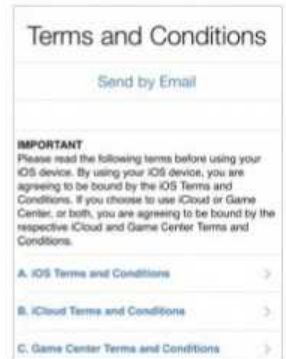 Terms and Conditions
Send by Email
IMPORTANT
Please read the following terms before using your
iOS device. By using your iOS device, you are
agreeing to be bound by the iOS Terms and
Conditions. If you choose to use iCloud or Game
Center, or both, you are agreeing to be bound by the
respective iCloud and Game Center Terms and
Conditions.
A. iOS Terms and Conditions
B. iCloud Terms and Conditions
C. Game Center Terms and Conditions